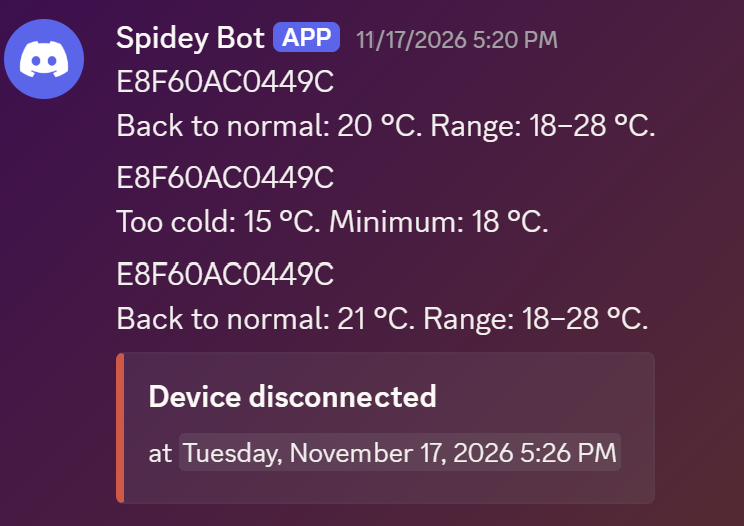 Spidey Bot APP 11/17/2026 5:20 PM
E8F60AC0449C
Back to normal: 20 °C. Range: 18–28 °C.
E8F60AC0449C
Too cold: 15 °C. Minimum: 18 °C.
E8F60AC0449C
Back to normal: 21 °C. Range: 18–28 °C.
Device disconnected
at Tuesday, November 17, 2026 5:26 PM